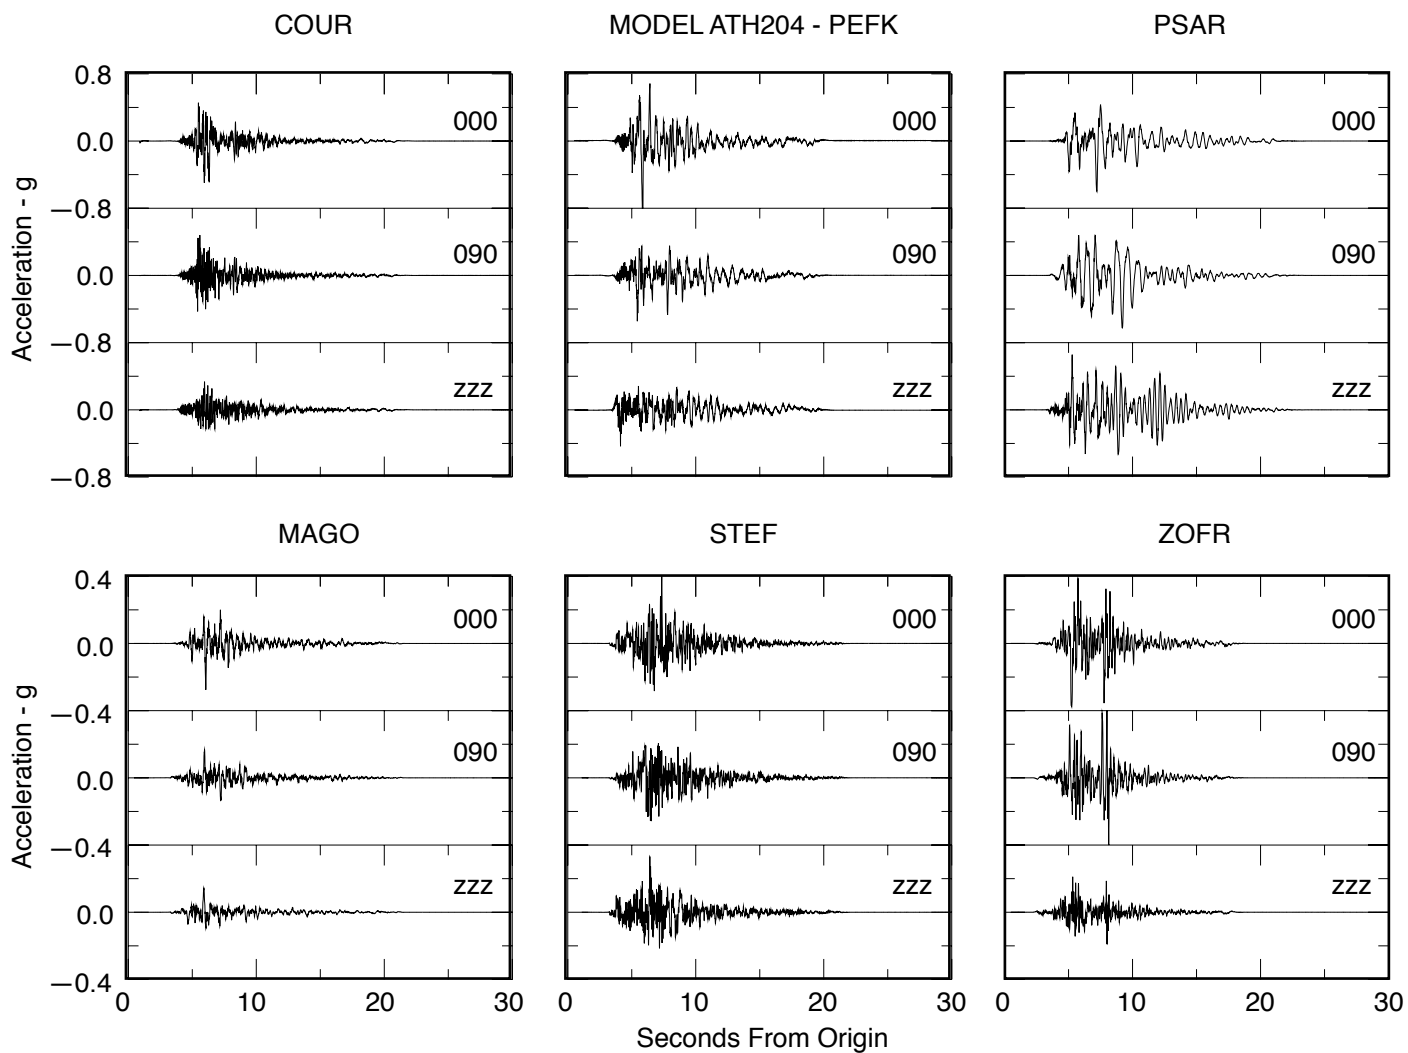 COUR MODEL ATH204 - PEFK PSAR
0.8
000 000 000
0.0
−0.8
090 090 090
0.0
−0.8
zzz zzz zzz
0.0
−0.8
Acceleration - g
MAGO STEF ZOFR
0.4
000 000 000
0.0
−0.4
090 090 090
0.0
−0.4
zzz zzz zzz
0.0
−0.4
Acceleration - g
0 10 20 30 0 10 20 30 0 10 20 30
Seconds From Origin